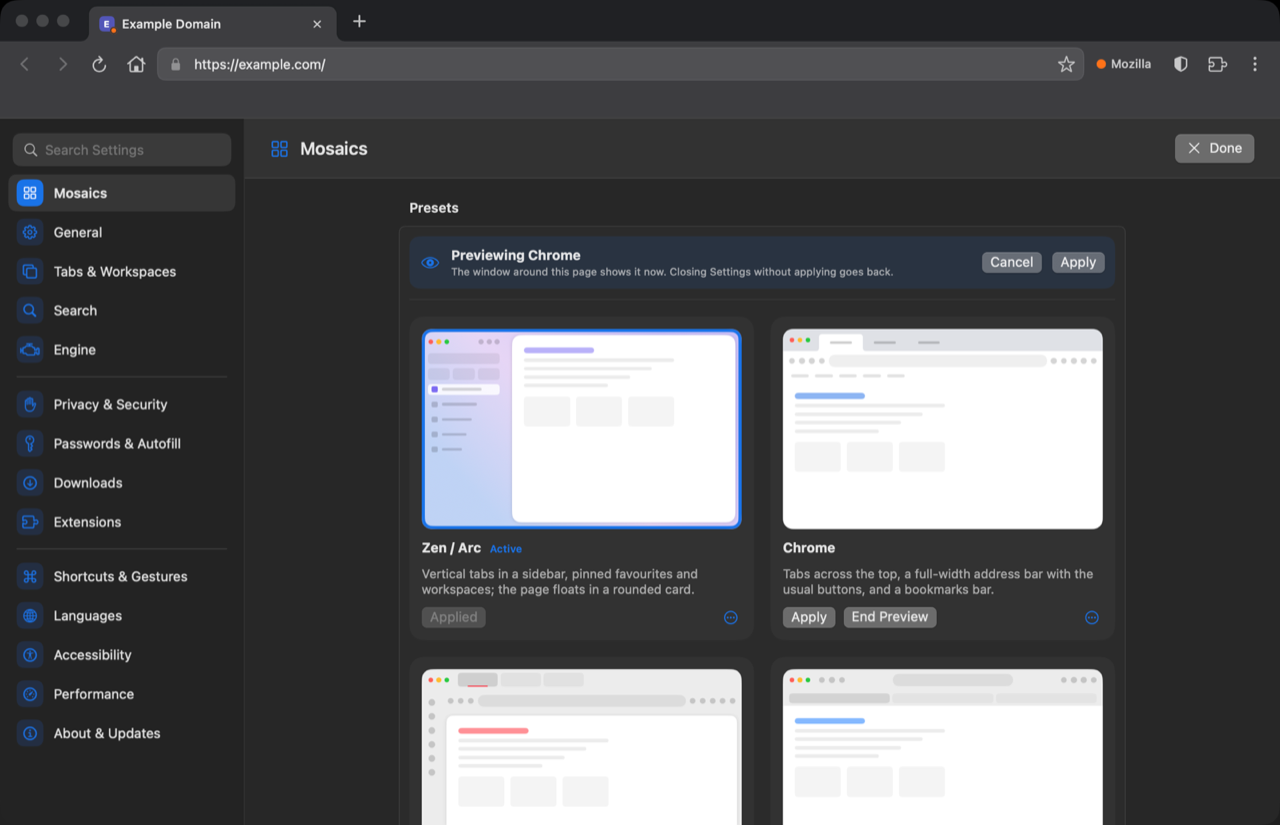 Example Domain
https://example.com/
Mozilla
Search Settings
Mosaics
General
Tabs & Workspaces
Search
Engine
Privacy & Security
Passwords & Autofill
Downloads
Extensions
Shortcuts & Gestures
Languages
Accessibility
Performance
About & Updates
Mosaics
Done
Presets
Previewing Chrome
The window around this page shows it now. Closing Settings without applying goes back.
Cancel
Apply
Zen / Arc Active
Vertical tabs in a sidebar, pinned favourites and
workspaces; the page floats in a rounded card.
Applied
Chrome
Tabs across the top, a full-width address bar with the
usual buttons, and a bookmarks bar.
Apply
End Preview